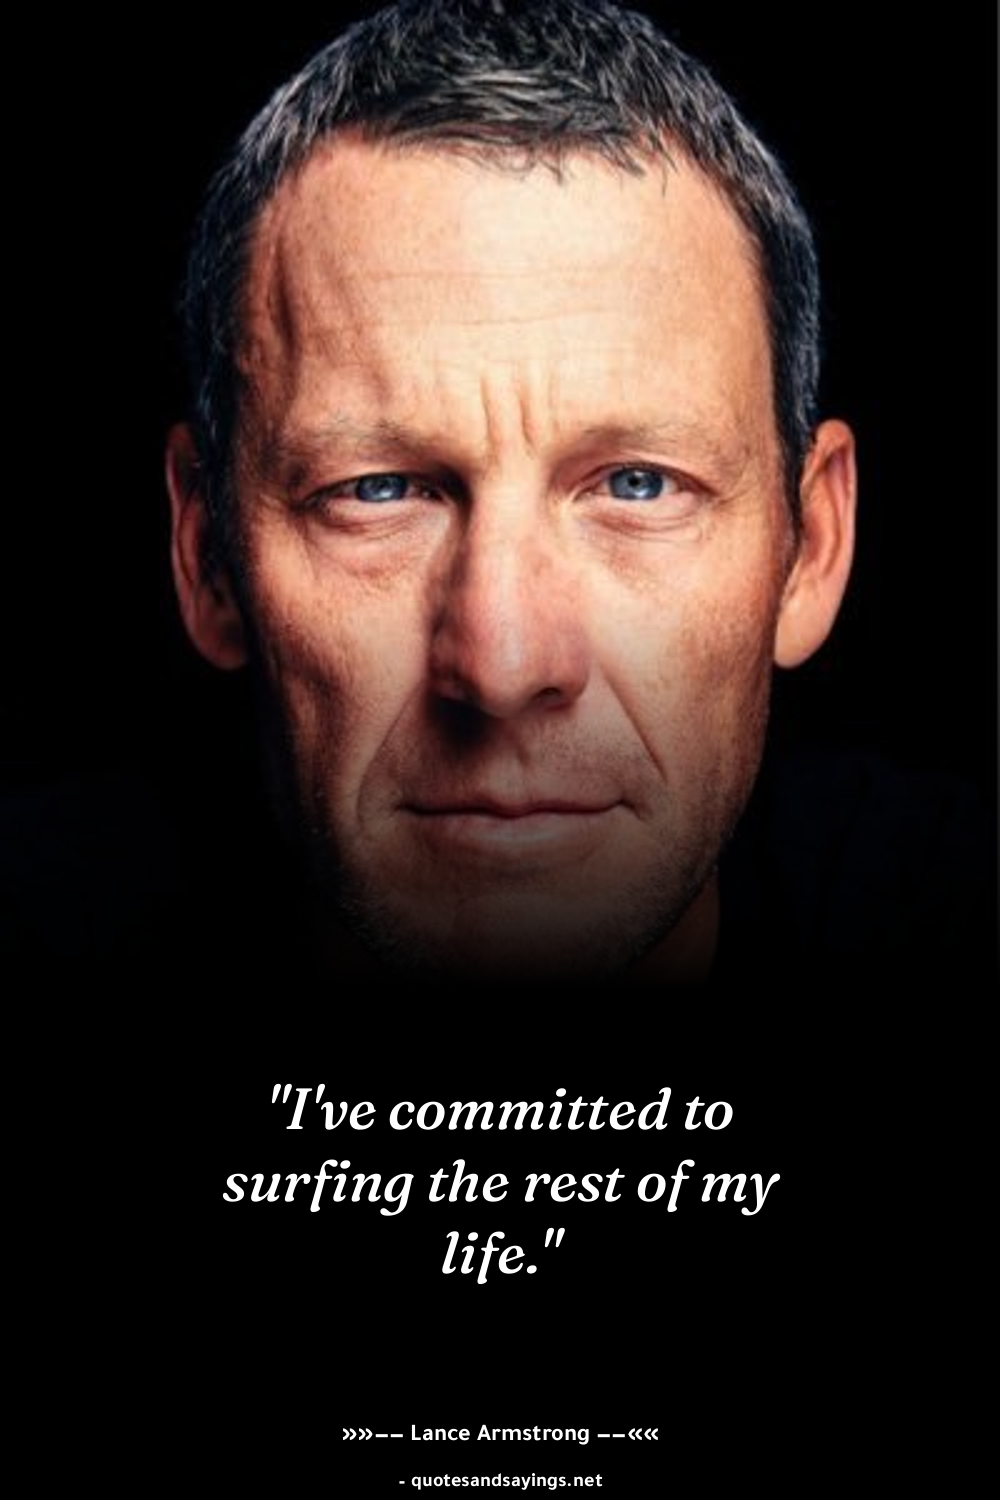 "I've committed to
surfing the rest of my
life."
»»–– Lance Armstrong ––««
- quotesandsayings.net